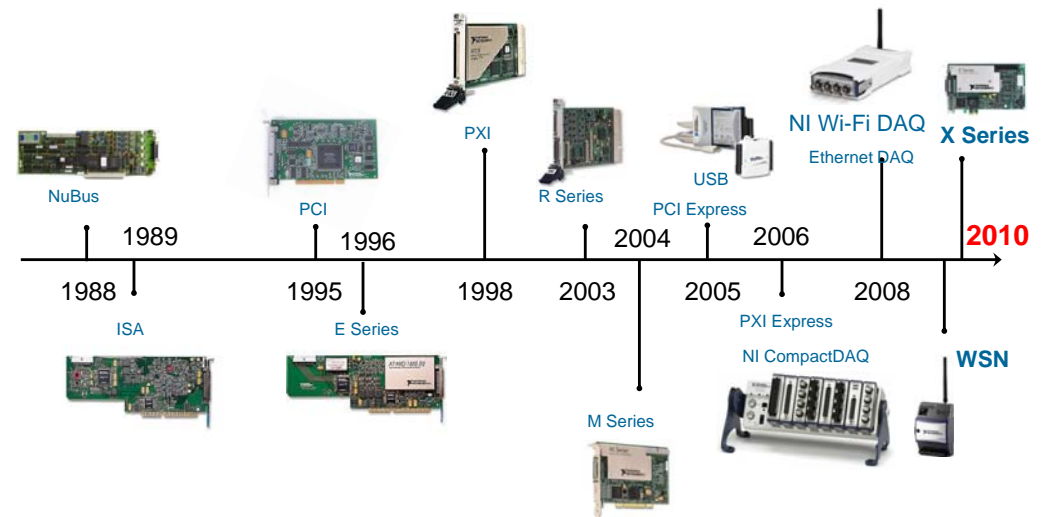 PXI
NI Wi-Fi DAQ
Ethernet DAQ
X Series
NuBus
PCI
R Series
USB
PCI Express
1989
1996
2004
2006
2010
1988
1995
1998
2003
2005
2008
ISA
E Series
M Series
PXI Express
NI CompactDAQ
WSN